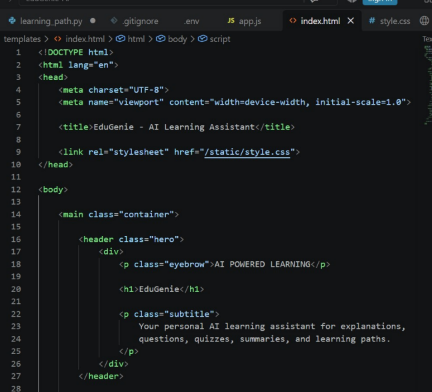 learning_path.py ● .gitignore .env JS app.js <> index.html × # style.css
templates > <> index.html > html > body > script
1 <!DOCTYPE html>
2 <html lang="en">
3 <head>
4 <meta charset="UTF-8">
5 <meta name="viewport" content="width=device-width, initial-scale=1.0">
6
7 <title>EduGenie - AI Learning Assistant</title>
8
9 <link rel="stylesheet" href="/static/style.css">
10 </head>
11
12 <body>
13
14 <main class="container">
15
16 <header class="hero">
17 <div>
18 <p class="eyebrow">AI POWERED LEARNING</p>
19
20 <h1>EduGenie</h1>
21
22 <p class="subtitle">
23 Your personal AI learning assistant for explanations,
24 questions, quizzes, summaries, and learning paths.
25 </p>
26 </div>
27 </header>
28